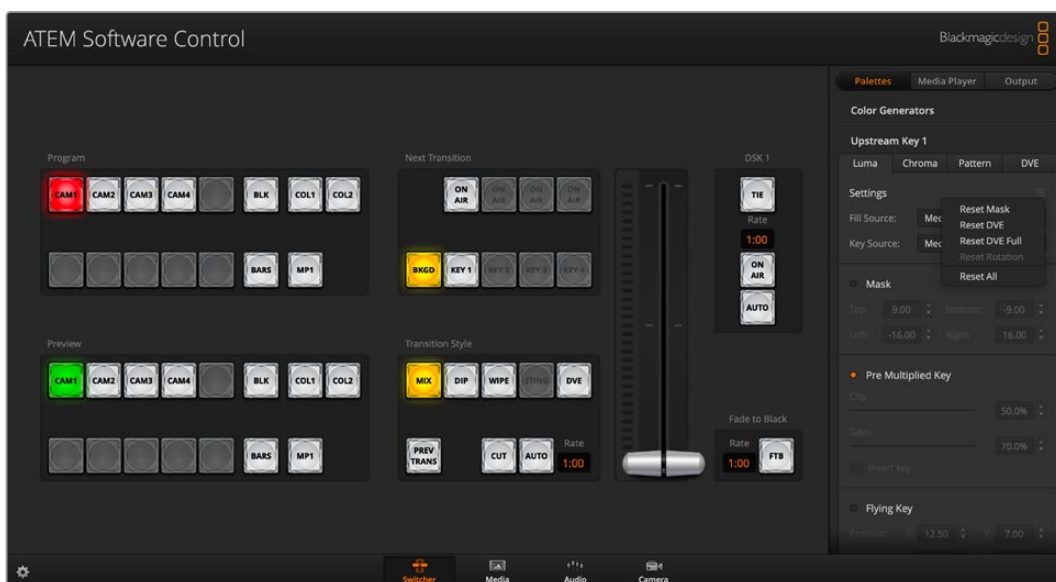 ATEM Software Control
Blackmagicdesign
Palettes Media Player Output
Color Generators
Upstream Key 1
Luma Chroma Pattern DVE
Settings
Fill Source: Med
Key Source: Med
Reset Mask
Reset DVE
Reset DVE Full
Reset Rotation
Reset All
Mask
Top: 9.00 Bottom: -9.00
Left: -16.00 Right: 16.00
Pre Multiplied Key
Clip:
50.0%
Gain:
70.0%
Invert Key
Flying Key
Position: X: 12.50 Y: 7.00
Program
CAM1 CAM2 CAM3 CAM4 BLK COL1 COL2
BARS MP1
Next Transition
ON AIR ON AIR ON AIR ON AIR
BKGD KEY 1 KEY 2 KEY 3 KEY 4
DSK 1
TIE
Rate
1:00
ON AIR
AUTO
Preview
CAM1 CAM2 CAM3 CAM4 BLK COL1 COL2
BARS MP1
Transition Style
MIX DIP WIPE STING DVE
PREV TRANS CUT AUTO Rate 1:00
Fade to Black
Rate
1:00 FTB
Switcher Media Audio Camera